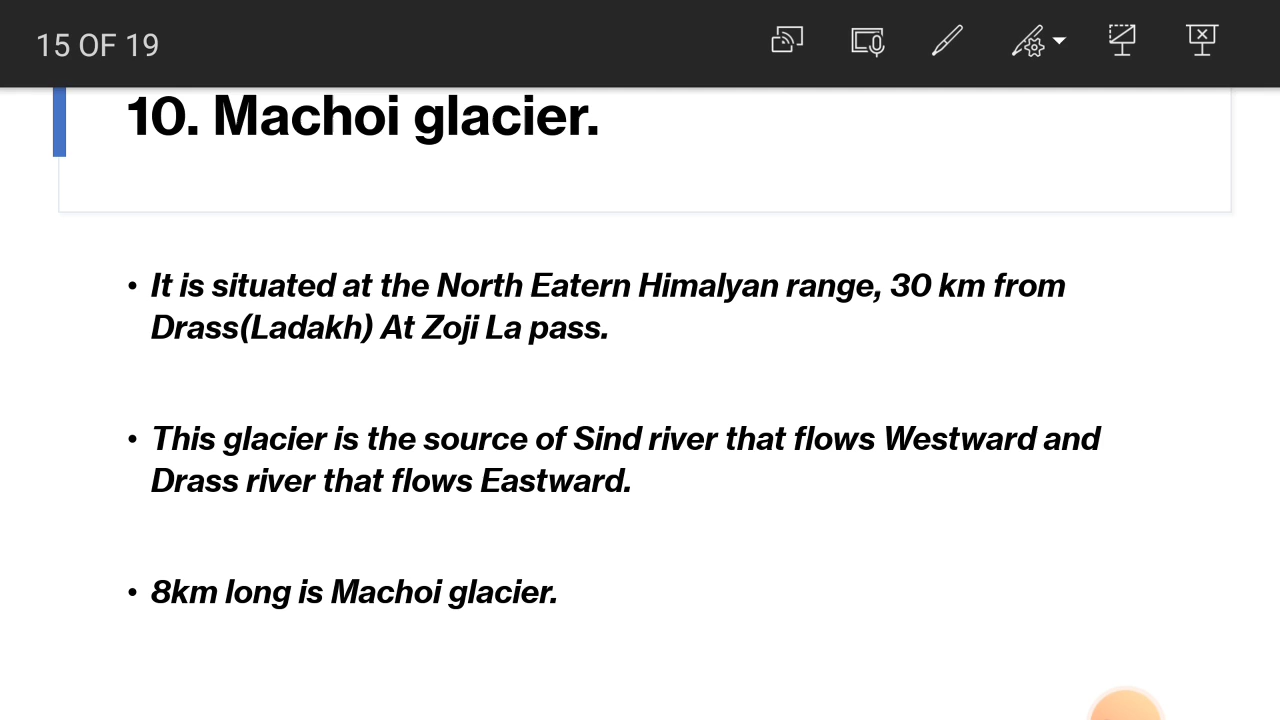 15 OF 19
10. Machoi glacier.
• It is situated at the North Eatern Himalyan range, 30 km from
Drass(Ladakh) At Zoji La pass.
• This glacier is the source of Sind river that flows Westward and
Drass river that flows Eastward.
• 8km long is Machoi glacier.